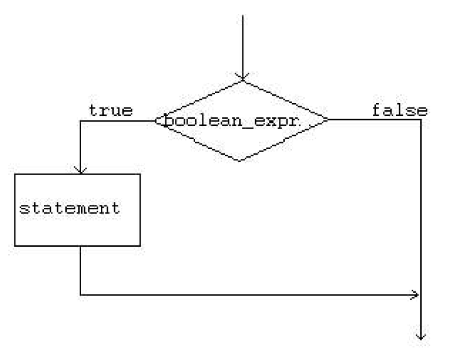 true
false
boolean_expr.
statement